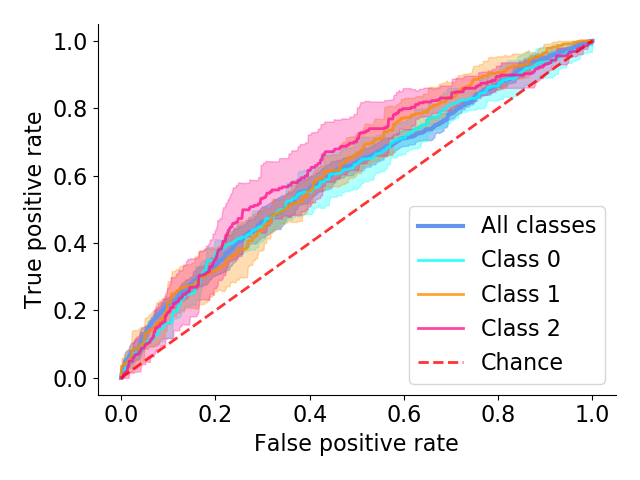 1.0
0.8
0.6
0.4
0.2
0.0
True positive rate
All classes
Class 0
Class 1
Class 2
Chance
0.0 0.2 0.4 0.6 0.8 1.0
False positive rate